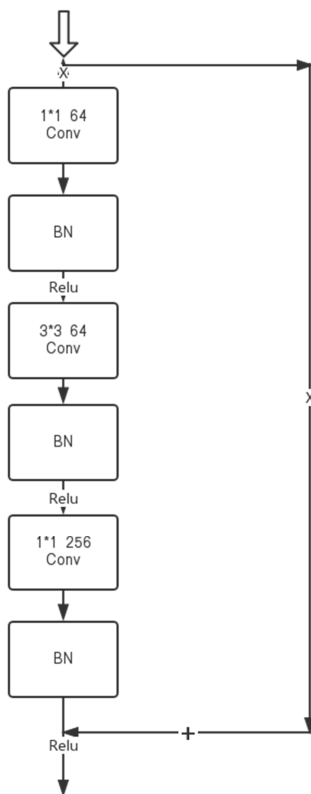 X
1*1 64
Conv
BN
Relu
3*3 64
Conv
X
BN
Relu
1*1 256
Conv
BN
+
Relu